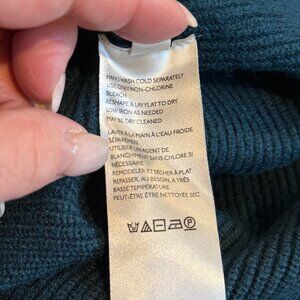 HAND WASH COLD SEPARATELY
USE ONLY NON-CHLORINE
BLEACH
RESHAPE & LAY FLAT TO DRY
LOW IRON AS NEEDED
MAY BE DRY CLEANED
LAVER À LA MAIN À L'EAU FROIDE
SÉPARÉMENT
UTILISER UN AGENT DE
BLANCHIMENT SANS CHLORE SI
NÉCESSAIRE
REMODELER ET SÉCHER À PLAT
REPASSER, AU BESOIN, À TRÈS
BASSE TEMPÉRATURE
PEUT-ÊTRE ÊTRE NETTOYÉ SEC
P